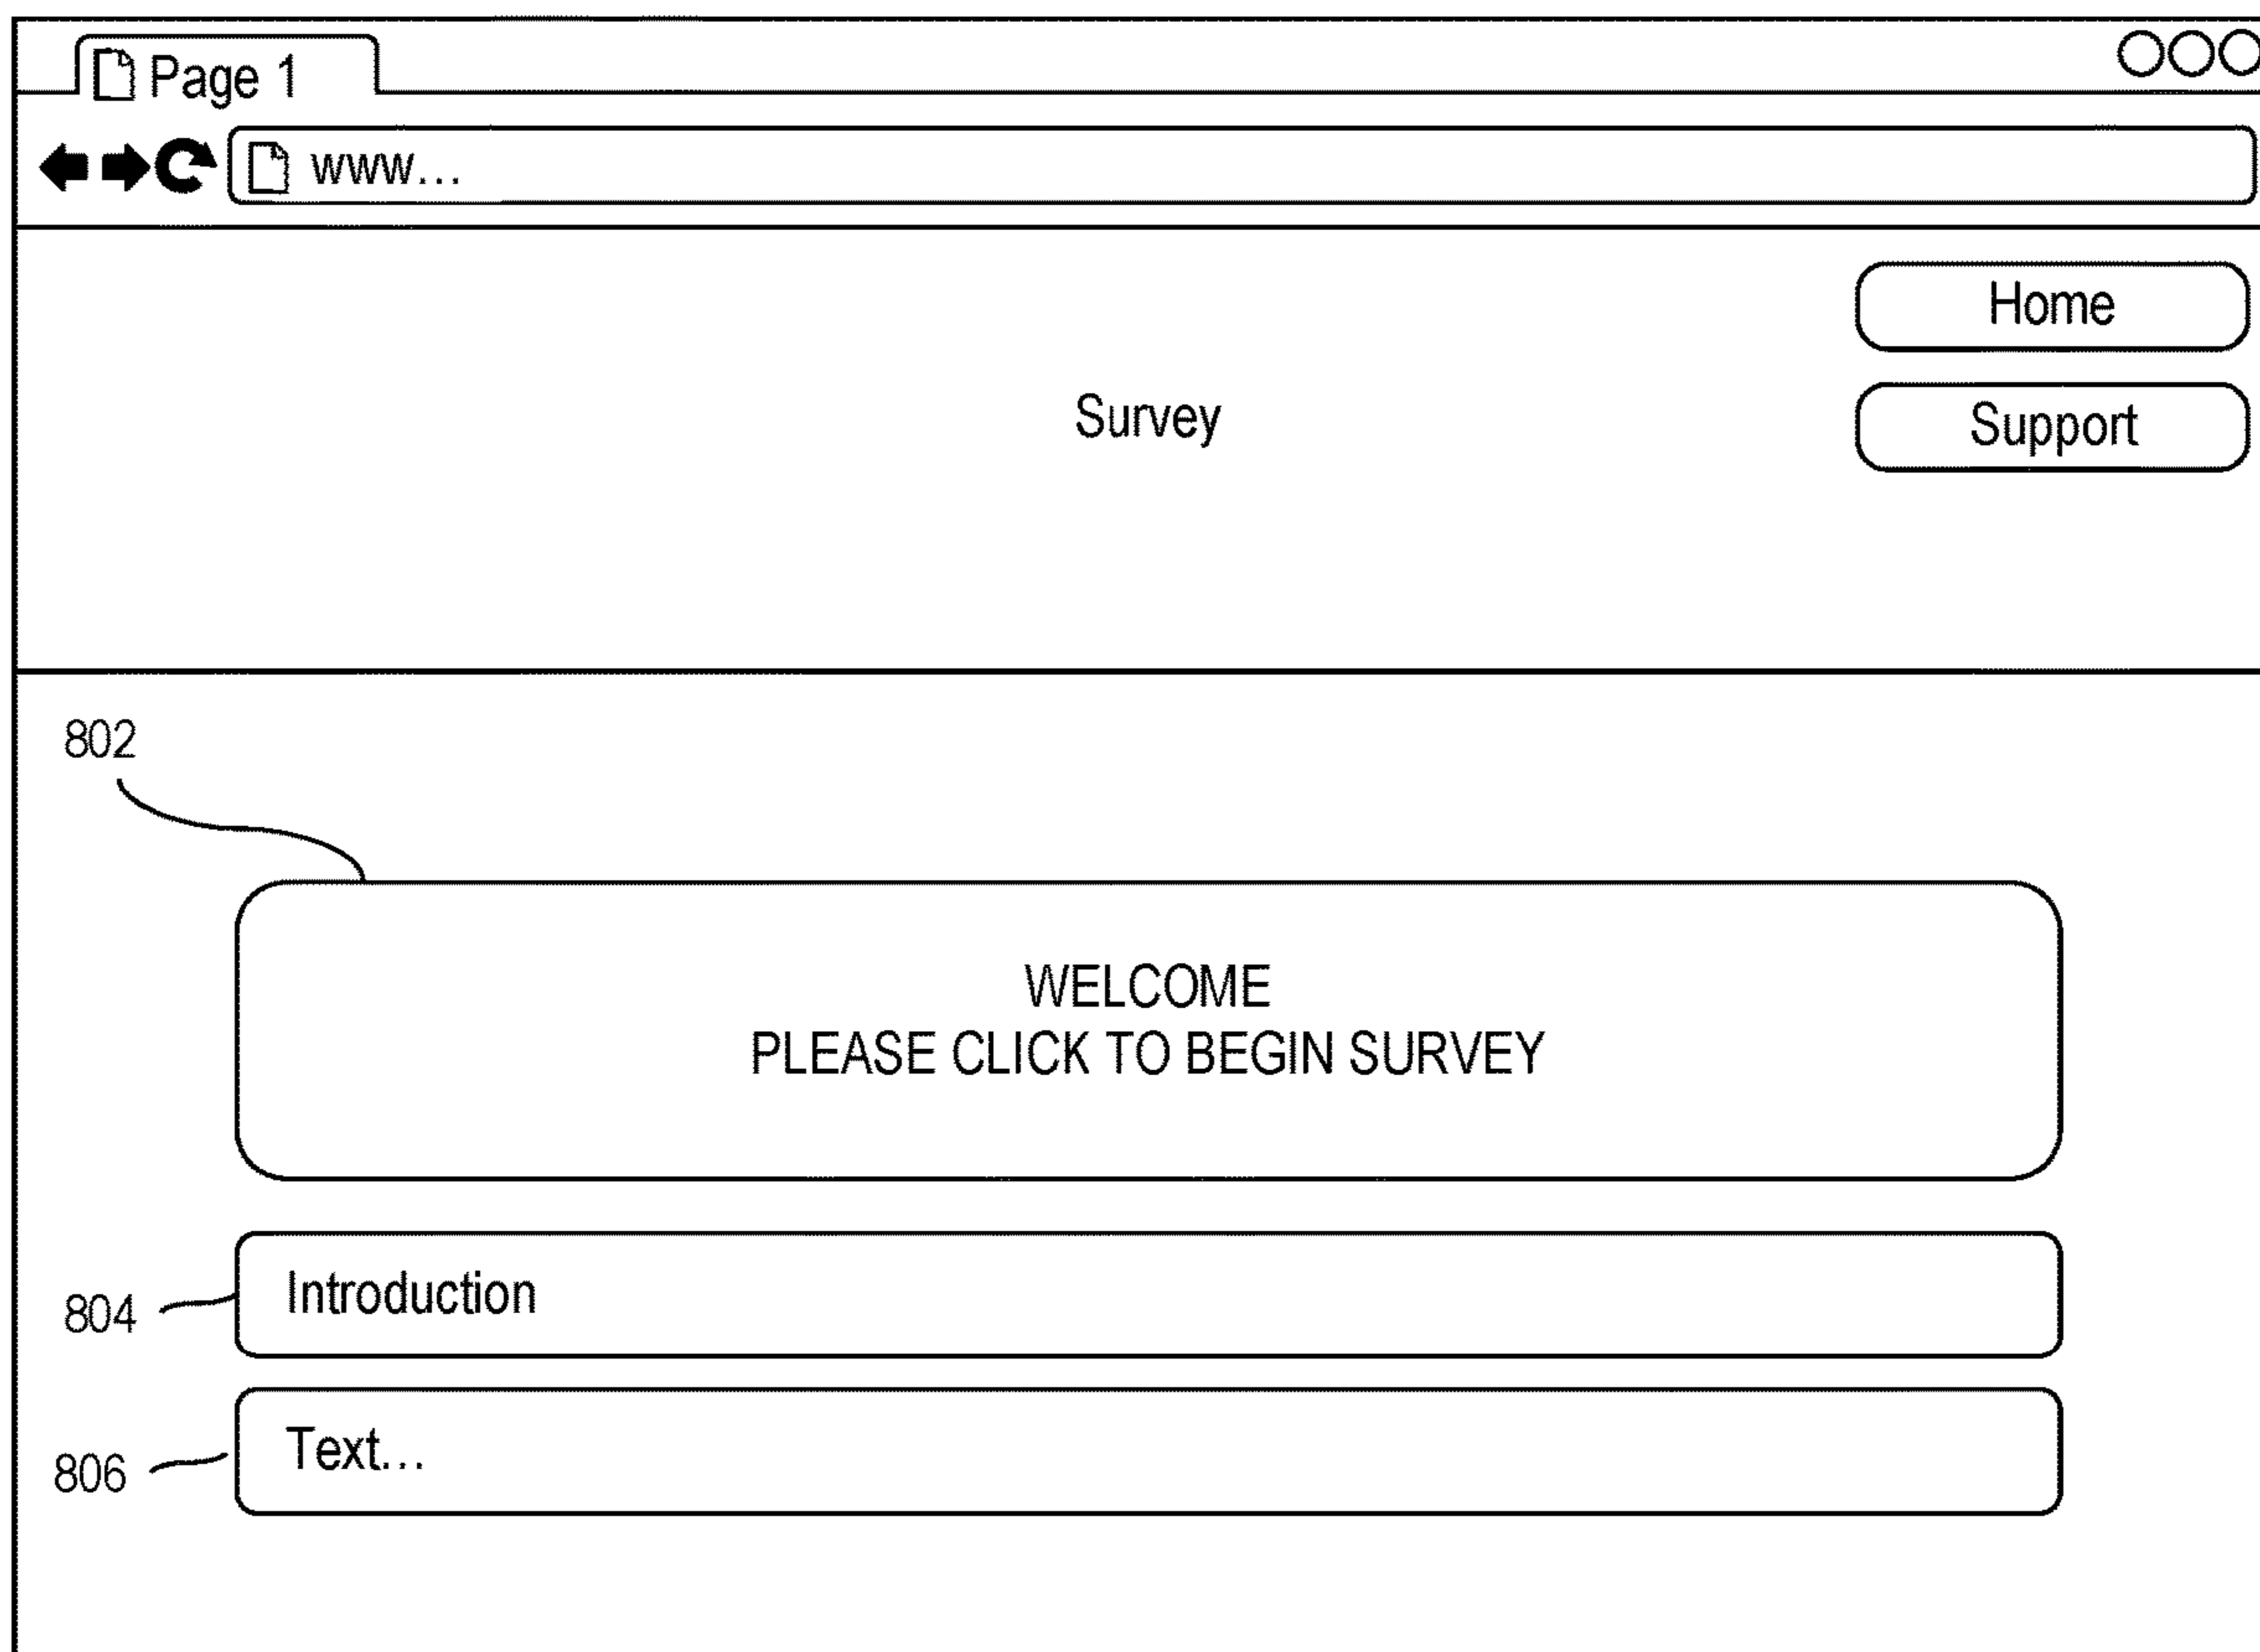 Page 1
www...
Home
Survey
Support
802
WELCOME
PLEASE CLICK TO BEGIN SURVEY
Introduction
804
Text...
806